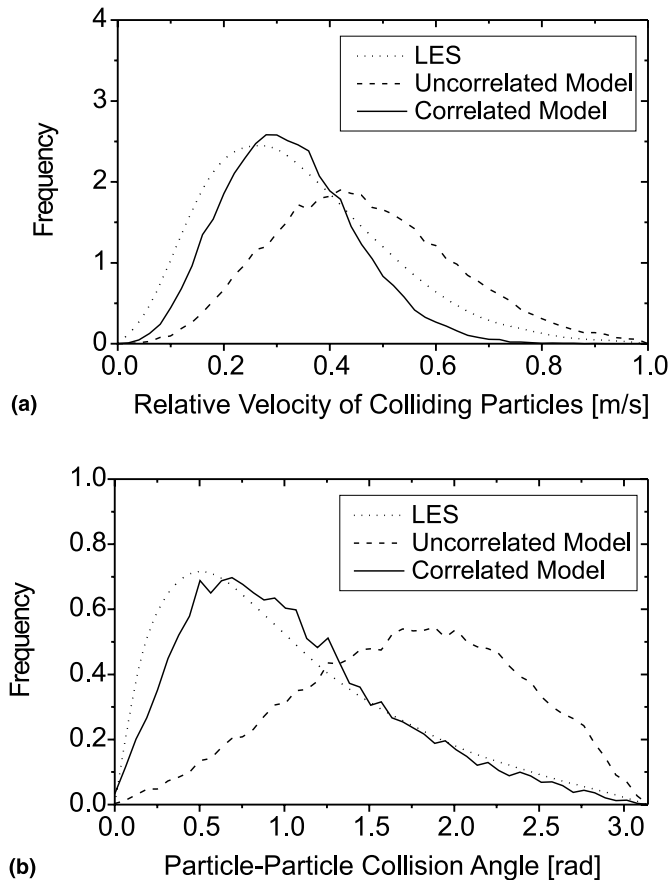 4
3
2
1
0
Frequency
LES
Uncorrelated Model
Correlated Model
0.0 0.2 0.4 0.6 0.8 1.0
(a) Relative Velocity of Colliding Particles [m/s]
1.0
0.8
0.6
0.4
0.2
0.0
Frequency
LES
Uncorrelated Model
Correlated Model
0.0 0.5 1.0 1.5 2.0 2.5 3.0
(b) Particle-Particle Collision Angle [rad]